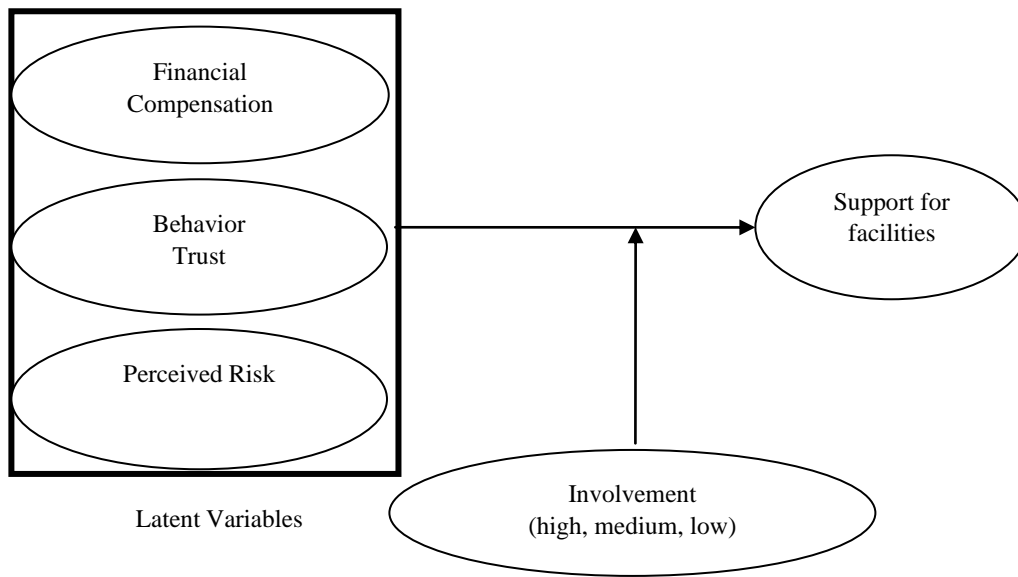 Financial
Compensation
Behavior
Trust
Perceived Risk
Latent Variables
Support for
facilities
Involvement
(high, medium, low)